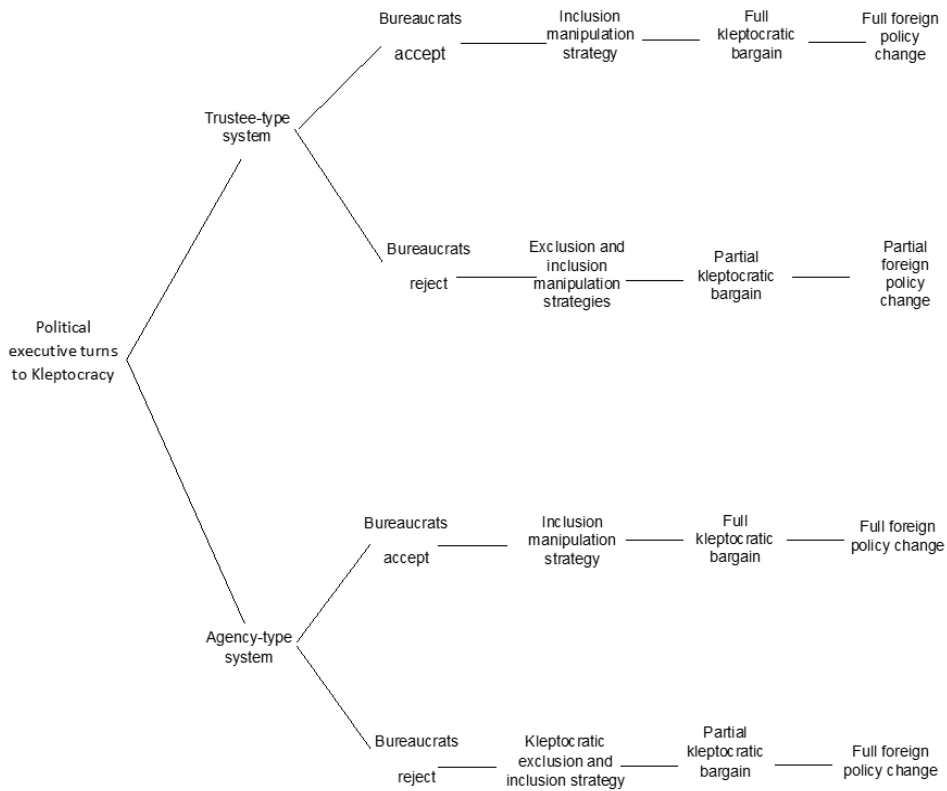 Bureaucrats
accept
Inclusion
manipulation
strategy
Full
kleptocratic
bargain
Full foreign
policy
change
Trustee-type
system
Bureaucrats
reject
Exclusion and
inclusion
manipulation
strategies
Partial
kleptocratic
bargain
Partial
foreign
policy
change
Political
executive turns
to Kleptocracy
Bureaucrats
accept
Inclusion
manipulation
strategy
Full
kleptocratic
bargain
Full foreign
policy change
Agency-type
system
Bureaucrats
reject
Kleptocratic
exclusion and
inclusion strategy
Partial
kleptocratic
bargain
Full foreign
policy change